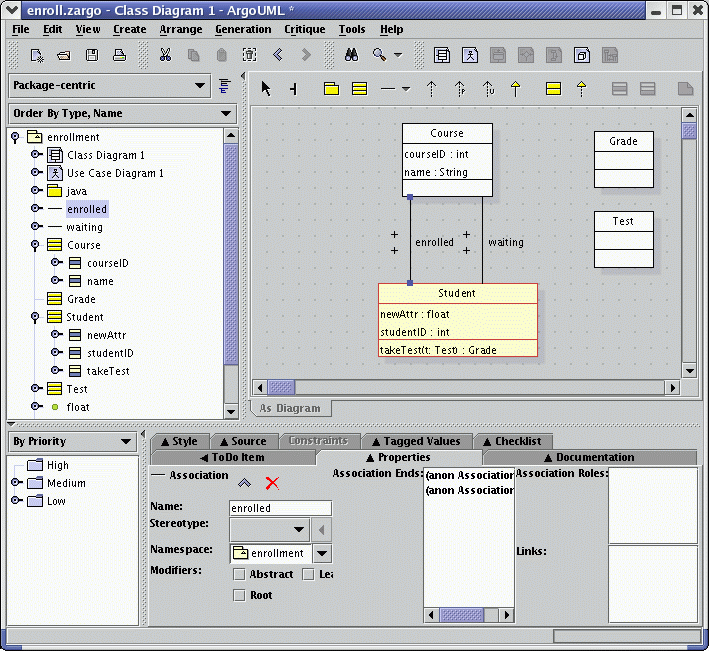 enroll.zargo - Class Diagram 1 - ArgoUML *
File Edit View Create Arrange Generation Critique Tools Help
Package-centric
Order By Type, Name
enrollment
Class Diagram 1
Use Case Diagram 1
java
enrolled
waiting
Course
courseID
name
Grade
Student
newAttr
studentID
takeTest
Test
float
Course
courseID : int
name : String
Grade
Test
+ +
+ +
enrolled
waiting
Student
newAttr : float
studentID : int
takeTest(t: Test) : Grade
As Diagram
By Priority
High
Medium
Low
▲ Style ▲ Source Constraints ▲ Tagged Values ▲ Checklist
◀ ToDo Item ▲ Properties ▲ Documentation
Association
Name:
enrolled
Stereotype:
Namespace:
enrollment
Modifiers:
Abstract
Lea
Root
Association Ends:
(anon Association
(anon Association
Association Roles:
Links: